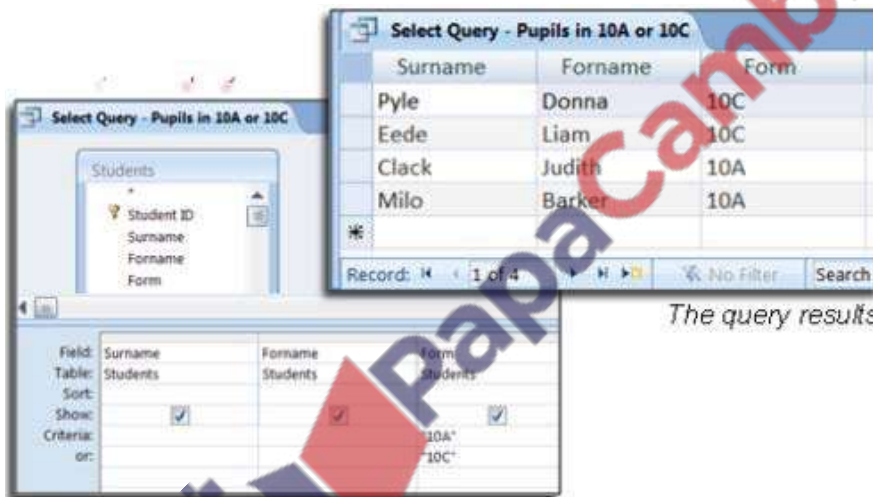 Select Query - Pupils in 10A or 10C
Surname Forname Form
Pyle Donna 10C
Eede Liam 10C
Clack Judith 10A
Milo Barker 10A
Record: 1 of 4 No Filter Search
The query results
Select Query - Pupils in 10A or 10C
Students
*
Student ID
Surname
Forname
Form
Field: Surname Forname Form
Table: Students Students Students
Sort:
Show:
Criteria: "10A"
or: "10C"
PapaCamb